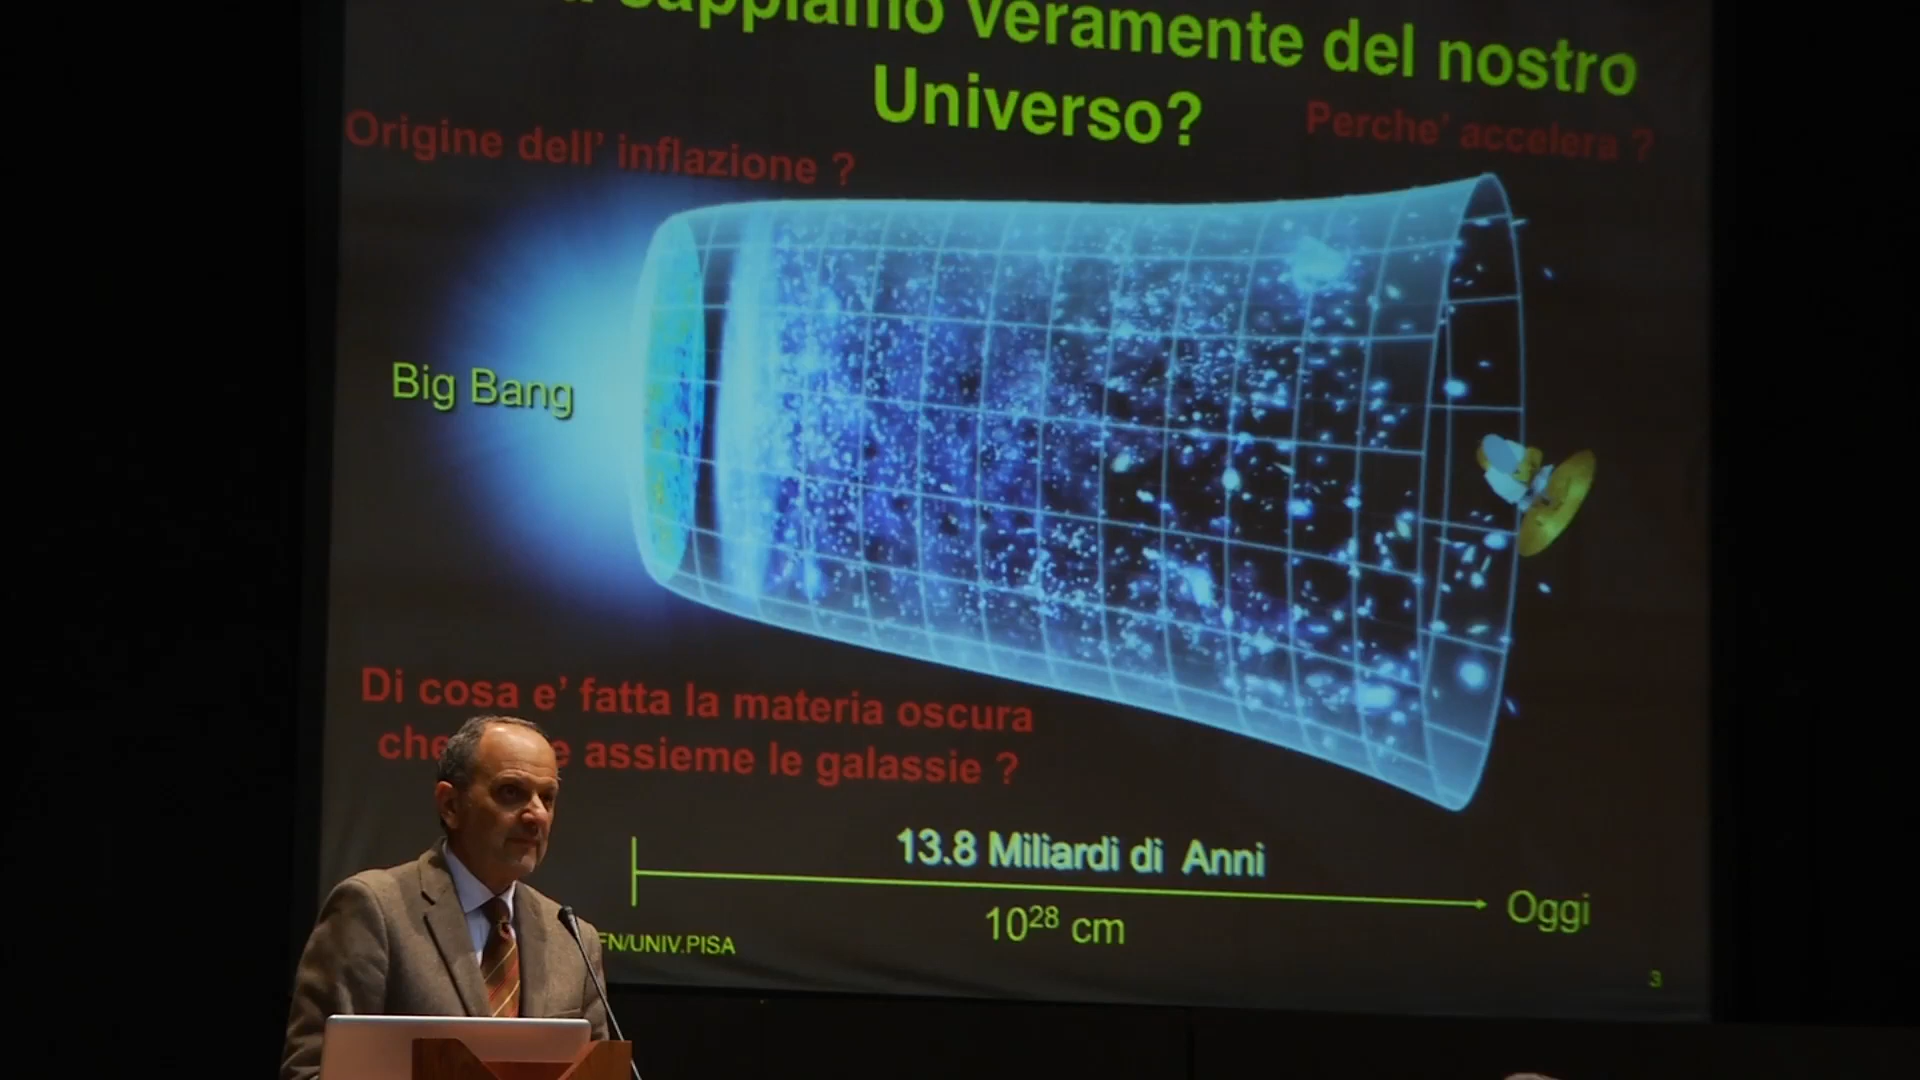 sappiamo veramente del nostro
Universo?
Origine dell' inflazione ?
Perche' accelera ?
Big Bang
Di cosa e' fatta la materia oscura
assieme le galassie ?
13.8 Miliardi di Anni
10²⁸ cm
Oggi
FN/UNIV.PISA
3